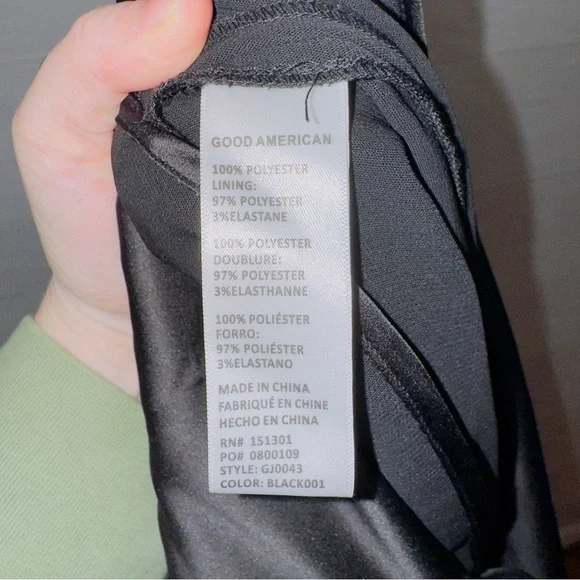 GOOD AMERICAN
100% POLYESTER
LINING:
97% POLYESTER
3%ELASTANE
100% POLYESTER
DOUBLURE:
97% POLYESTER
3%ELASTHANNE
100% POLIÉSTER
FORRO:
97% POLIÉSTER
3%ELASTANO
MADE IN CHINA
FABRIQUÉ EN CHINE
HECHO EN CHINA
RN# 151301
PO# 0800109
STYLE: GJ0043
COLOR: BLACK001